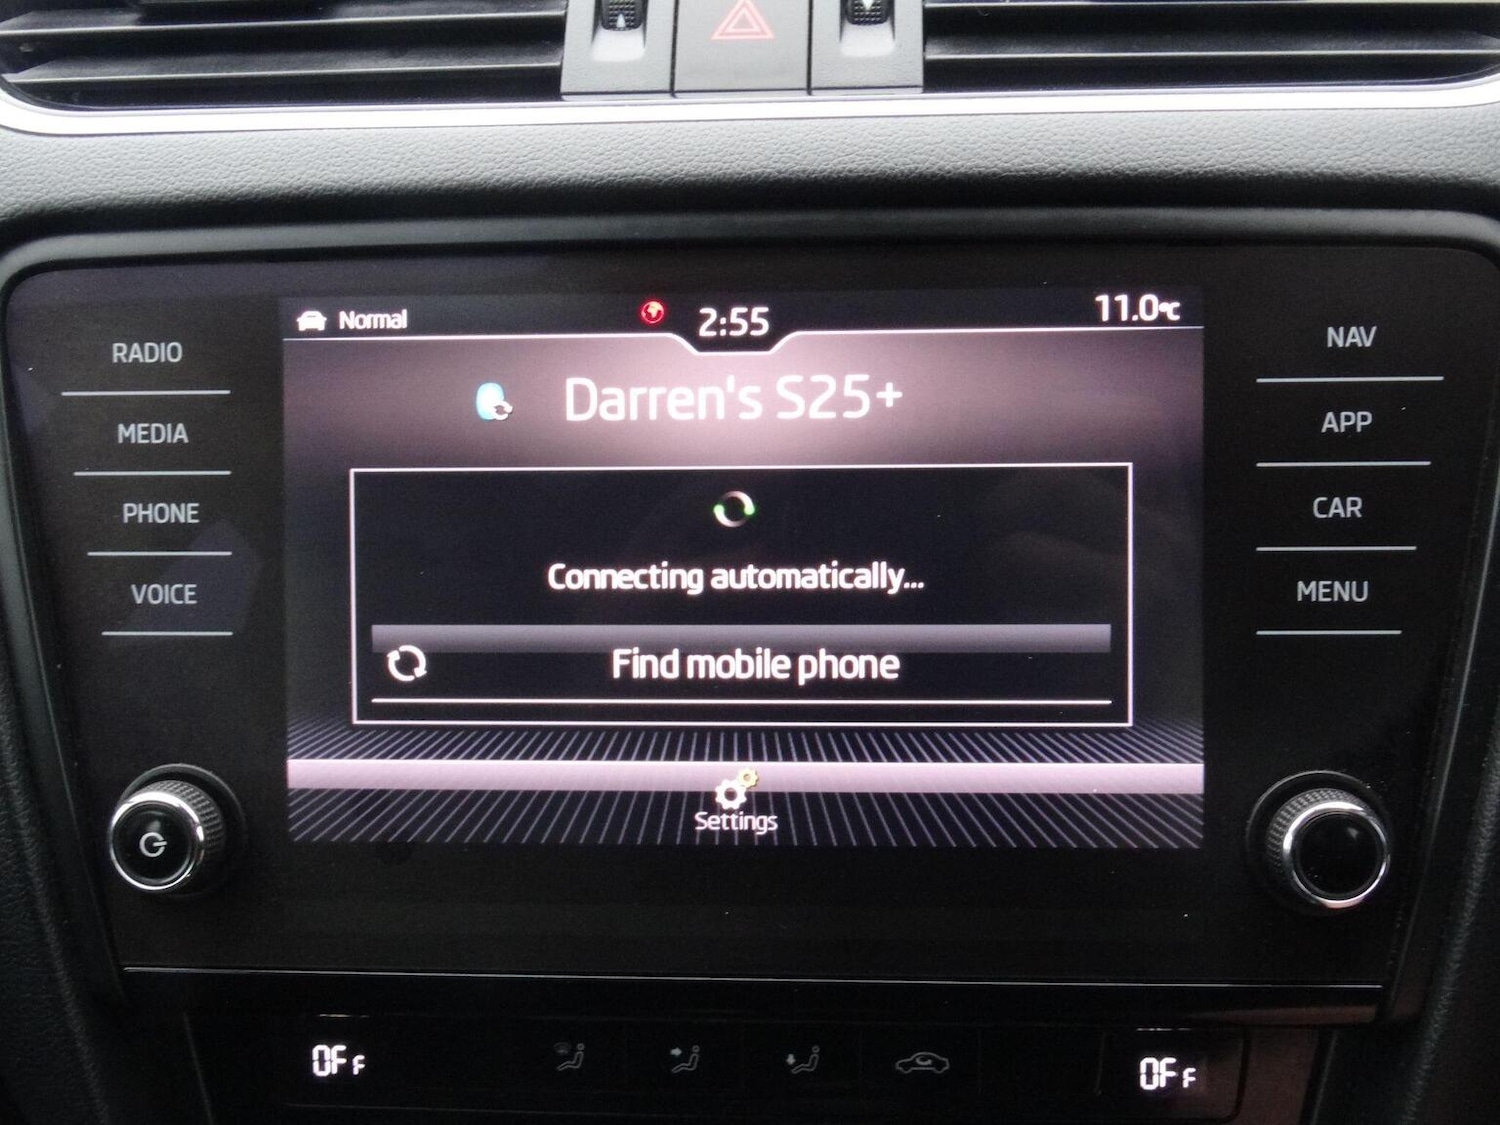 Normal
2:55
11.0°C
RADIO
MEDIA
PHONE
VOICE
Darren's S25+
Connecting automatically...
Find mobile phone
Settings
NAV
APP
CAR
MENU
OFF
OFF